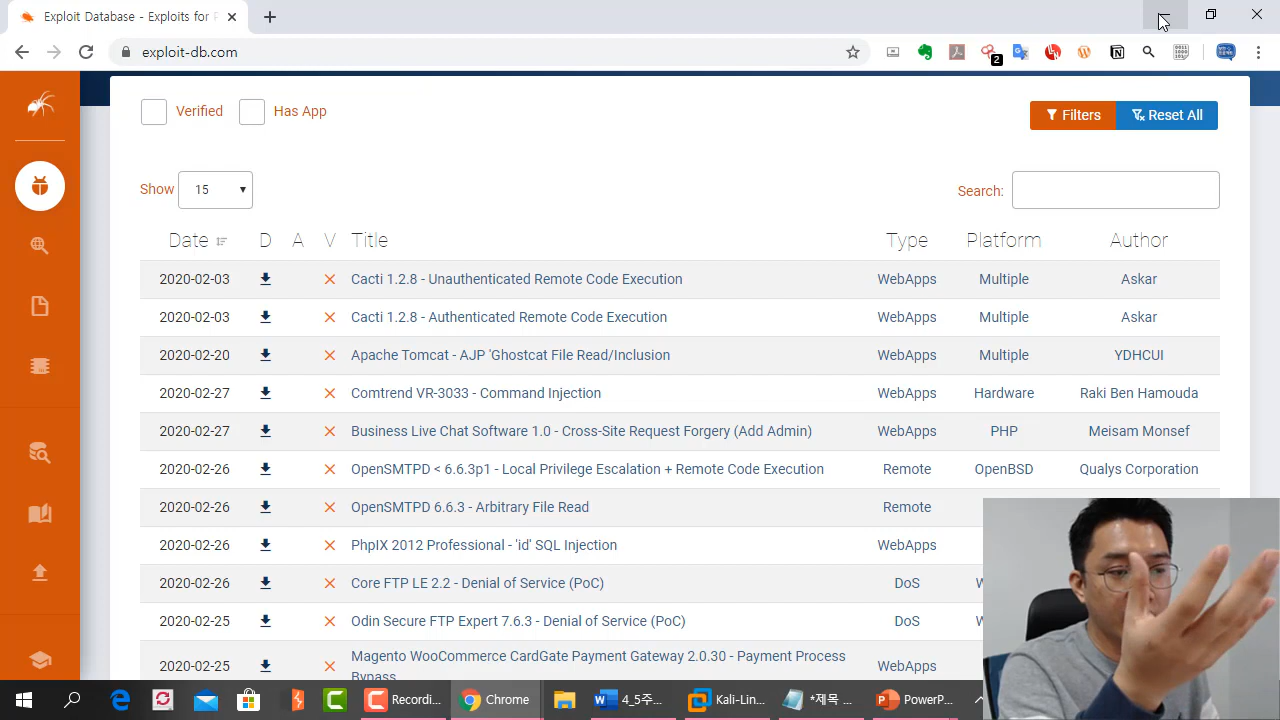 Exploit Database - Exploits for P
exploit-db.com
2
Verified Has App
Filters Reset All
Show 15 Search:
Date D A V Title Type Platform Author
2020-02-03 Cacti 1.2.8 - Unauthenticated Remote Code Execution WebApps Multiple Askar
2020-02-03 Cacti 1.2.8 - Authenticated Remote Code Execution WebApps Multiple Askar
2020-02-20 Apache Tomcat - AJP 'Ghostcat File Read/Inclusion WebApps Multiple YDHCUI
2020-02-27 Comtrend VR-3033 - Command Injection WebApps Hardware Raki Ben Hamouda
2020-02-27 Business Live Chat Software 1.0 - Cross-Site Request Forgery (Add Admin) WebApps PHP Meisam Monsef
2020-02-26 OpenSMTPD < 6.6.3p1 - Local Privilege Escalation + Remote Code Execution Remote OpenBSD Qualys Corporation
2020-02-26 OpenSMTPD 6.6.3 - Arbitrary File Read Remote
2020-02-26 PhpIX 2012 Professional - 'id' SQL Injection WebApps
2020-02-26 Core FTP LE 2.2 - Denial of Service (PoC) DoS
2020-02-25 Odin Secure FTP Expert 7.6.3 - Denial of Service (PoC) DoS
2020-02-25 Magento WooCommerce CardGate Payment Gateway 2.0.30 - Payment Process WebApps
Bypass
Recordi... Chrome 4_5주... Kali-Lin... *제목 ... PowerP...